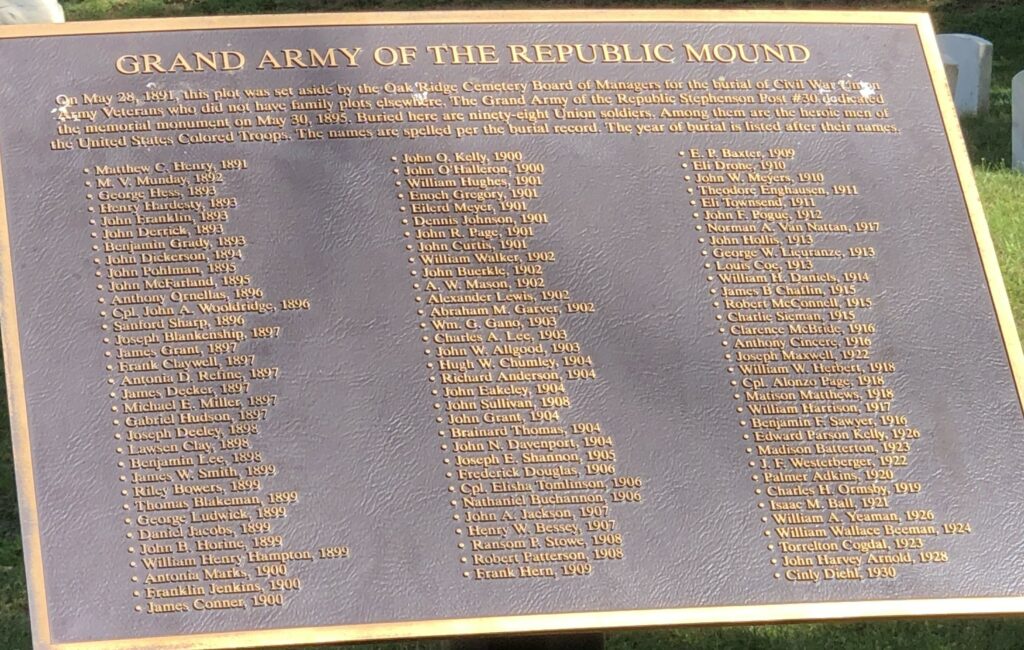 GRAND ARMY OF THE REPUBLIC MOUND
On May 28, 1891, this plot was set aside by the Oak Ridge Cemetery Board of Managers for the burial of Civil War Union
Army Veterans who did not have family plots elsewhere. The Grand Army of the Republic Stephenson Post #30 dedicated
the memorial monument on May 30, 1895. Buried here are ninety-eight Union soldiers. Among them are the heroic men of
the United States Colored Troops. The names are spelled per the burial record. The year of burial is listed after their names.
• Matthew C. Henry, 1891
• M. V. Munday, 1892
• George Hess, 1893
• Henry Hardesty, 1893
• John Franklin, 1893
• John Derrick, 1893
• Benjamin Grady, 1893
• John Dickerson, 1894
• John Pohlman, 1895
• John McFarland, 1895
• Anthony Ornellas, 1896
• Cpl. John A. Wooldridge, 1896
• Sanford Sharp, 1896
• Joseph Blankenship, 1897
• James Grant, 1897
• Frank Claywell, 1897
• Antonia D. Refine, 1897
• James Decker, 1897
• Michael E. Miller, 1897
• Gabriel Hudson, 1897
• Joseph Deeley, 1898
• Lawsen Clay, 1898
• Benjamin Lee, 1898
• James W. Smith, 1899
• Riley Bowers, 1899
• Thomas Blakeman, 1899
• George Ludwick, 1899
• Daniel Jacobs, 1899
• John E. Horine, 1899
• William Henry Hampton, 1899
• Antonia Marks, 1900
• Franklin Jenkins, 1900
• James Conner, 1900
• John Q. Kelly, 1900
• John O'Halleron, 1900
• William Hughes, 1901
• Enoch Gregory, 1901
• Eilerd Meyer, 1901
• Dennis Johnson, 1901
• John R. Page, 1901
• John Curtis, 1901
• William Walker, 1902
• John Buerkle, 1902
• A. W. Mason, 1902
• Alexander Lewis, 1902
• Abraham M. Garver, 1902
• Wm. G. Gano, 1903
• Charles A. Lee, 1903
• John W. Allgood, 1903
• Hugh W. Chumley, 1904
• Richard Anderson, 1904
• John Eakeley, 1904
• John Sullivan, 1908
• John Grant, 1904
• Brainard Thomas, 1904
• John N. Davenport, 1904
• Joseph E. Shannon, 1905
• Frederick Douglas, 1906
• Cpl. Elisha Tomlinson, 1906
• Nathaniel Buchannon, 1906
• John A. Jackson, 1907
• Henry W. Bessey, 1907
• Ransom P. Stowe, 1908
• Robert Patterson, 1908
• Frank Hern, 1909
• E. P. Baxter, 1909
• Eli Drone, 1910
• John W. Meyers, 1910
• Theodore Enghausen, 1911
• Eli Townsend, 1911
• John F. Pogue, 1912
• Norman A. Van Nattan, 1917
• John Hollis, 1913
• George W. Licuranze, 1913
• Louis Coe, 1913
• William H. Daniels, 1914
• James B Chatlin, 1915
• Robert McConnell, 1915
• Charlie Sieman, 1915
• Clarence McBride, 1916
• Anthony Cincere, 1916
• Joseph Maxwell, 1922
• William W. Herbert, 1918
• Cpl. Alonzo Page, 1918
• Matison Matthews, 1918
• William Harrison, 1917
• Benjamin F. Sawyer, 1916
• Edward Parson Kelly, 1926
• Madison Batterton, 1923
• J. F. Westerberger, 1922
• Palmer Adkins, 1920
• Charles H. Ormsby, 1919
• Isaac M. Ball, 1921
• William A. Yeaman, 1926
• William Wallace Beeman, 1924
• Torrelton Cogdal, 1923
• John Harvey Arnold, 1928
• Cinly Diehl, 1930